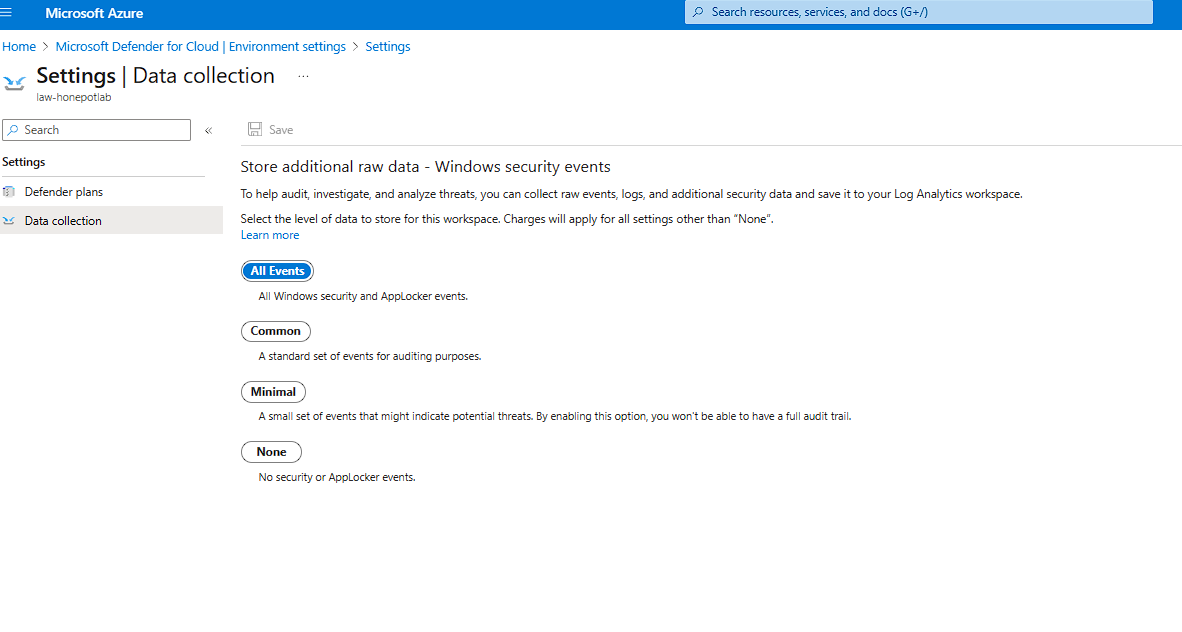 Microsoft Azure
Search resources, services, and docs (G+/)
Home > Microsoft Defender for Cloud | Environment settings > Settings
Settings | Data collection ...
law-honepotlab
Search «
Settings
Defender plans
Data collection
Save
Store additional raw data - Windows security events
To help audit, investigate, and analyze threats, you can collect raw events, logs, and additional security data and save it to your Log Analytics workspace.
Select the level of data to store for this workspace. Charges will apply for all settings other than “None”.
Learn more
All Events
All Windows security and AppLocker events.
Common
A standard set of events for auditing purposes.
Minimal
A small set of events that might indicate potential threats. By enabling this option, you won't be able to have a full audit trail.
None
No security or AppLocker events.